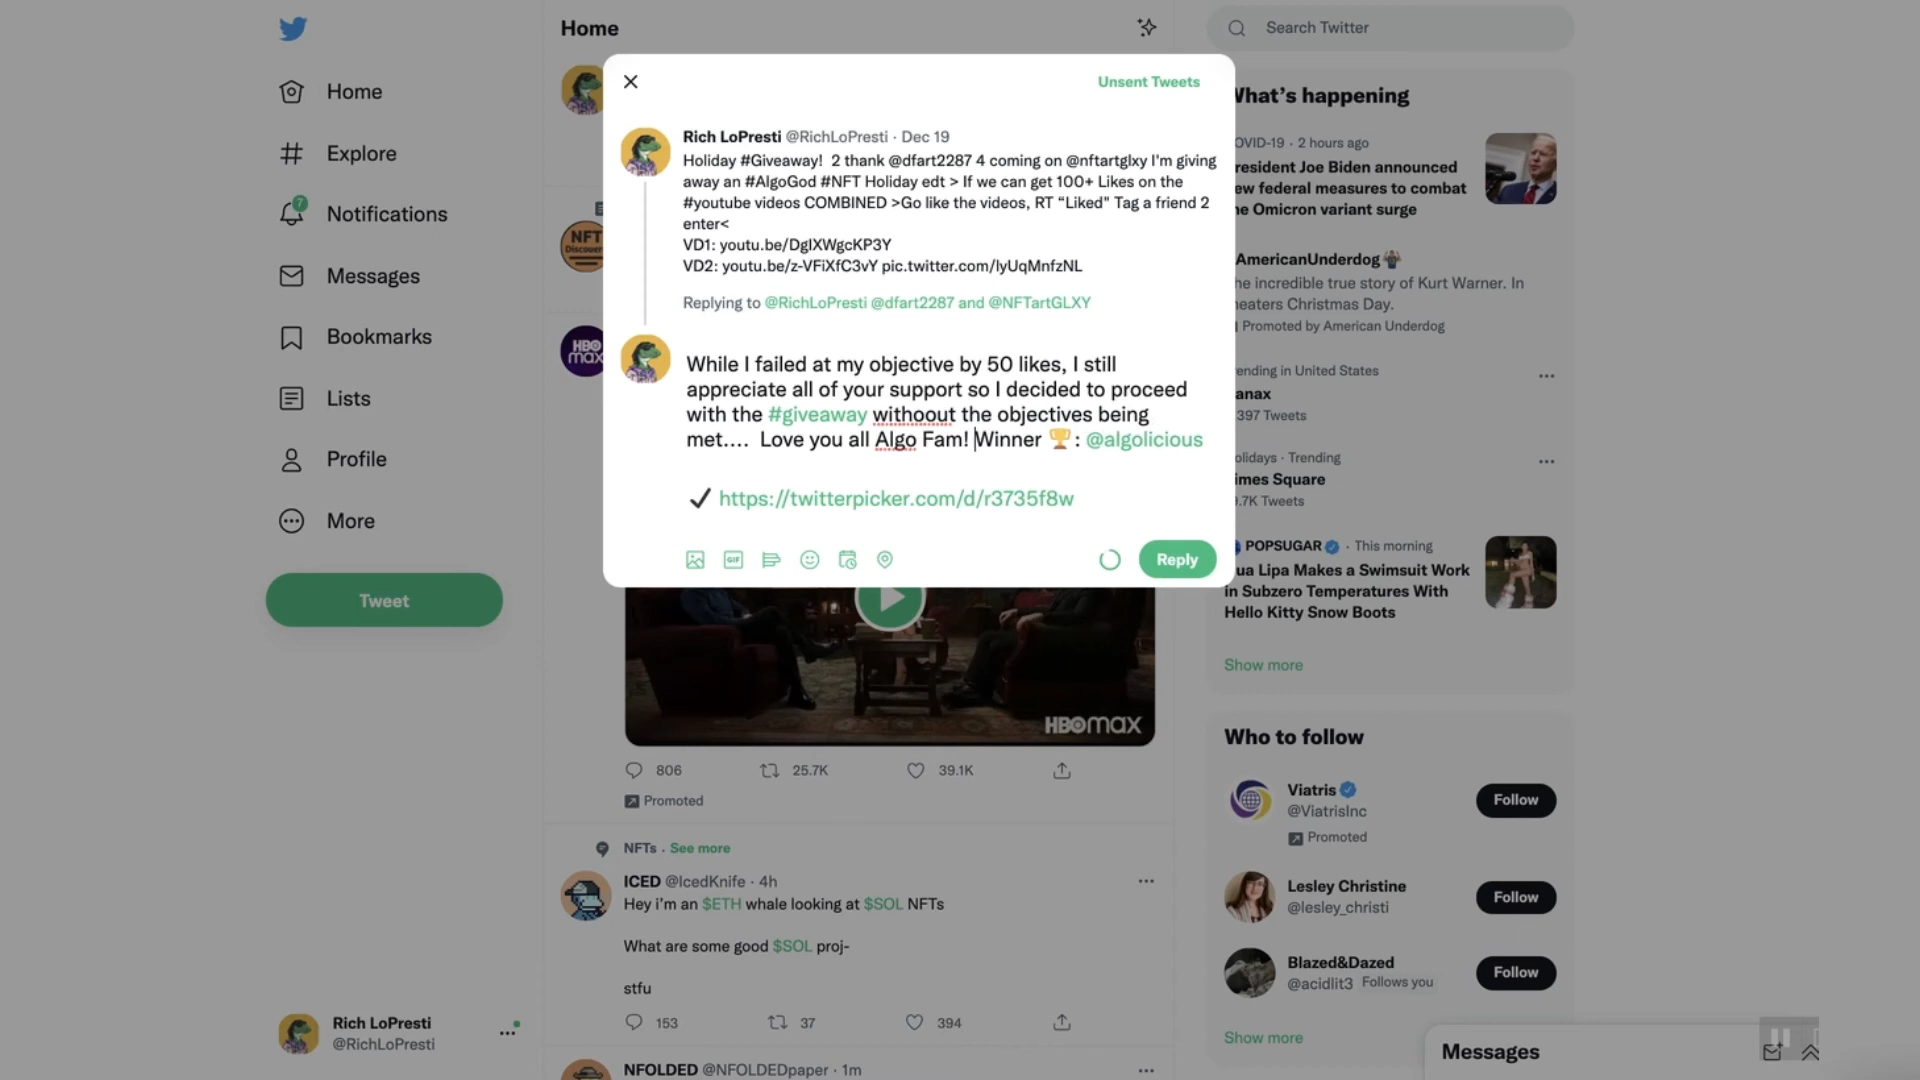 Home
Explore
7
Notifications
Messages
Bookmarks
Lists
Profile
More
Tweet
Rich LoPresti
@RichLoPresti
Home
NFT
Discover
HBO
max
Unsent Tweets
Rich LoPresti @RichLoPresti · Dec 19
Holiday #Giveaway!  2 thank @dfart2287 4 coming on @nftartglxy I'm giving
away an #AlgoGod #NFT Holiday edt > If we can get 100+ Likes on the
#youtube videos COMBINED >Go like the videos, RT “Liked" Tag a friend 2
enter<
VD1: youtu.be/DgIXWgcKP3Y
VD2: youtu.be/z-VFiXfC3vY pic.twitter.com/lyUqMnfzNL
Replying to @RichLoPresti @dfart2287 and @NFTartGLXY
While I failed at my objective by 50 likes, I still
appreciate all of your support so I decided to proceed
with the #giveaway withoout the objectives being
met....  Love you all Algo Fam! Winner 🏆 : @algolicious
✔ https://twitterpicker.com/d/r3735f8w
GIF
Reply
HBOmax
806 25.7K 39.1K
Promoted
NFTs · See more
ICED @IcedKnife · 4h
Hey i'm an $ETH whale looking at $SOL NFTs
What are some good $SOL proj-
stfu
153 37 394
NFOLDED @NFOLDEDpaper · 1m
Search Twitter
What's happening
OVID-19 · 2 hours ago
resident Joe Biden announced
ew federal measures to combat
he Omicron variant surge
AmericanUnderdog
he incredible true story of Kurt Warner. In
heaters Christmas Day.
Promoted by American Underdog
rending in United States
anax
397 Tweets
olidays · Trending
imes Square
.7K Tweets
POPSUGAR · This morning
ua Lipa Makes a Swimsuit Work
in Subzero Temperatures With
Hello Kitty Snow Boots
Show more
Who to follow
Viatris
@ViatrisInc
Promoted
Follow
Lesley Christine
@lesley_christi
Follow
Blazed&Dazed
@acidlit3 Follows you
Follow
Show more
Messages